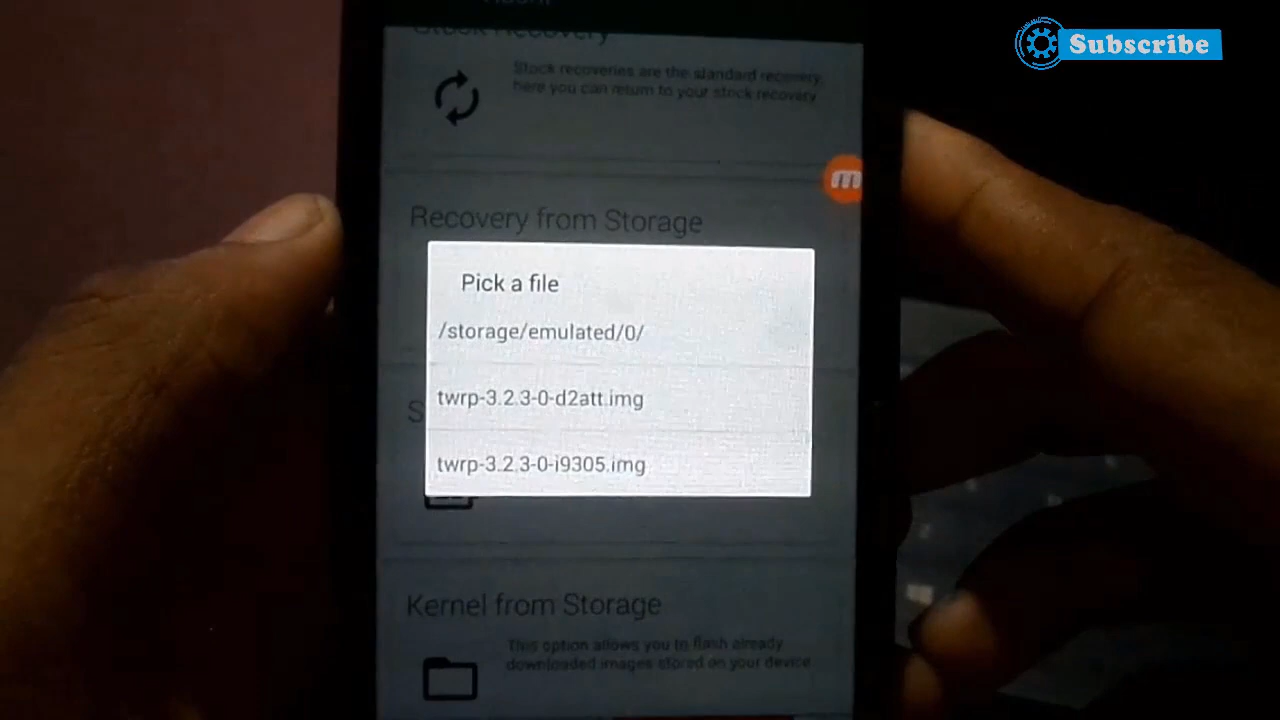 Subscribe
Stock Recovery
Stock recoveries are the standard recovery,
here you can return to your stock recovery
Recovery from Storage
Pick a file
/storage/emulated/0/
twrp-3.2.3-0-d2att.img
twrp-3.2.3-0-i9305.img
S
Kernel from Storage
This option allows you to flash already
downloaded images stored on your device